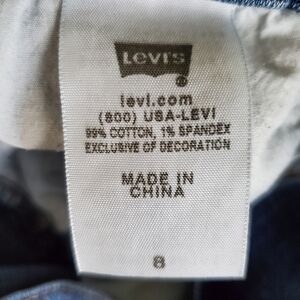 LEVI'S
®
levi.com
(800) USA-LEVI
99% COTTON, 1% SPANDEX
EXCLUSIVE OF DECORATION
MADE IN
CHINA
8